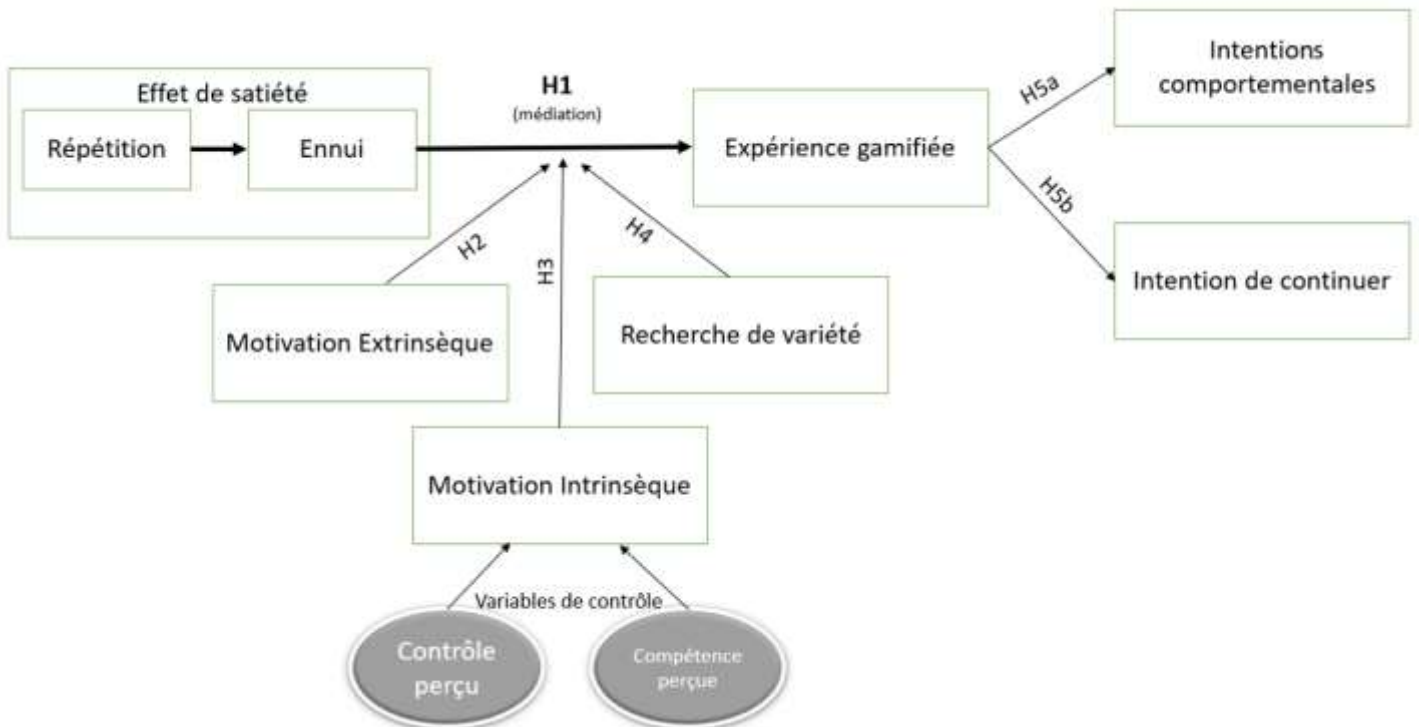 Effet de satiété
Répétition
Ennui
H1
(médiation)
Expérience gamifiée
H5a
Intentions
comportementales
H5b
Intention de continuer
H2
H3
H4
Motivation Extrinsèque
Recherche de variété
Motivation Intrinsèque
Variables de contrôle
Contrôle
perçu
Compétence
perçue